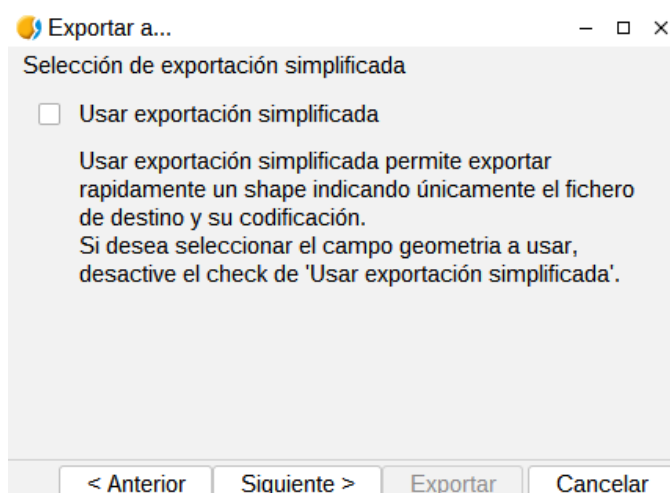 Exportar a...
Selección de exportación simplificada
Usar exportación simplificada
Usar exportación simplificada permite exportar
rapidamente un shape indicando únicamente el fichero
de destino y su codificación.
Si desea seleccionar el campo geometria a usar,
desactive el check de 'Usar exportación simplificada'.
< Anterior
Siguiente >
Exportar
Cancelar